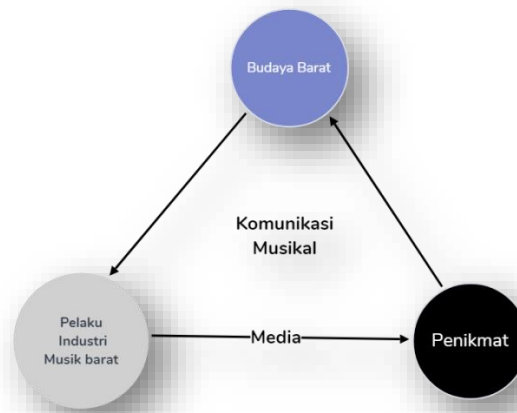 Budaya Barat
Komunikasi
Musikal
Pelaku
Industri
Musik barat
Media
Penikmat